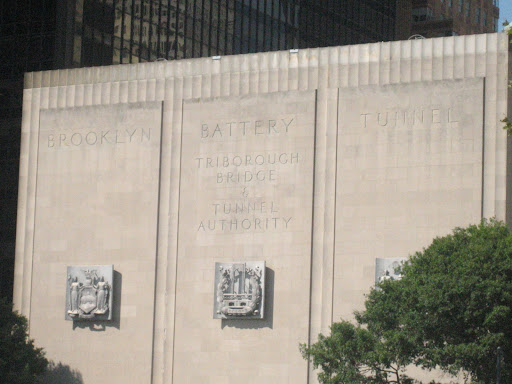 BROOKLYN BATTERY TUNNEL
TRIBOROUGH
BRIDGE
&
TUNNEL
AUTHORITY